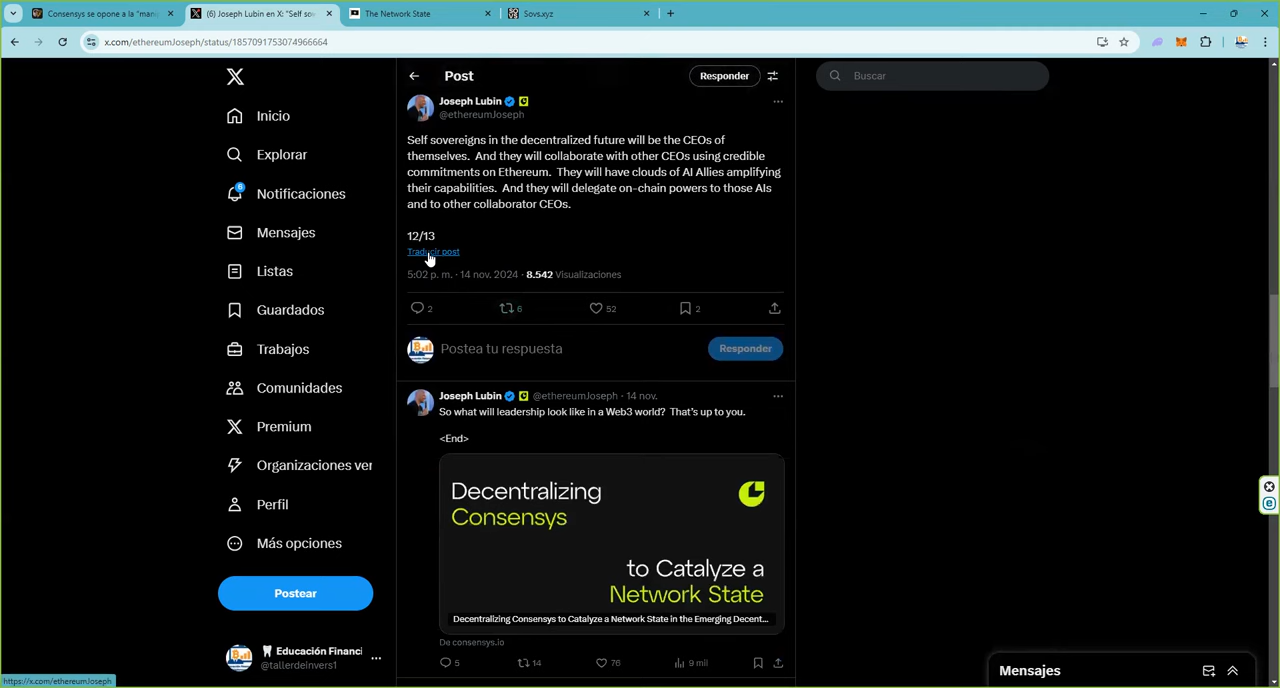 Consensys se opone a la "mani
(6) Joseph Lubin en X: "Self so
The Network State
Sovs.xyz
x.com/ethereumJoseph/status/1857091753074966664
Inicio
Explorar
6
Notificaciones
Mensajes
Listas
Guardados
Trabajos
Comunidades
Premium
Organizaciones ver
Perfil
Más opciones
Postear
Educación Financi
@tallerdeinvers1
https://x.com/ethereumJoseph
Post
Responder
Joseph Lubin
@ethereumJoseph
Self sovereigns in the decentralized future will be the CEOs of
themselves. And they will collaborate with other CEOs using credible
commitments on Ethereum. They will have clouds of AI Allies amplifying
their capabilities. And they will delegate on-chain powers to those AIs
and to other collaborator CEOs.
12/13
Traducir post
5:02 p. m. · 14 nov. 2024 · 8.542 Visualizaciones
2 6 52 2
Postea tu respuesta
Responder
Joseph Lubin @ethereumJoseph · 14 nov.
So what will leadership look like in a Web3 world? That's up to you.
<End>
Decentralizing
Consensys
to Catalyze a
Network State
Decentralizing Consensys to Catalyze a Network State in the Emerging Decent...
De consensys.io
5 14 76 9 mil
Buscar
Mensajes